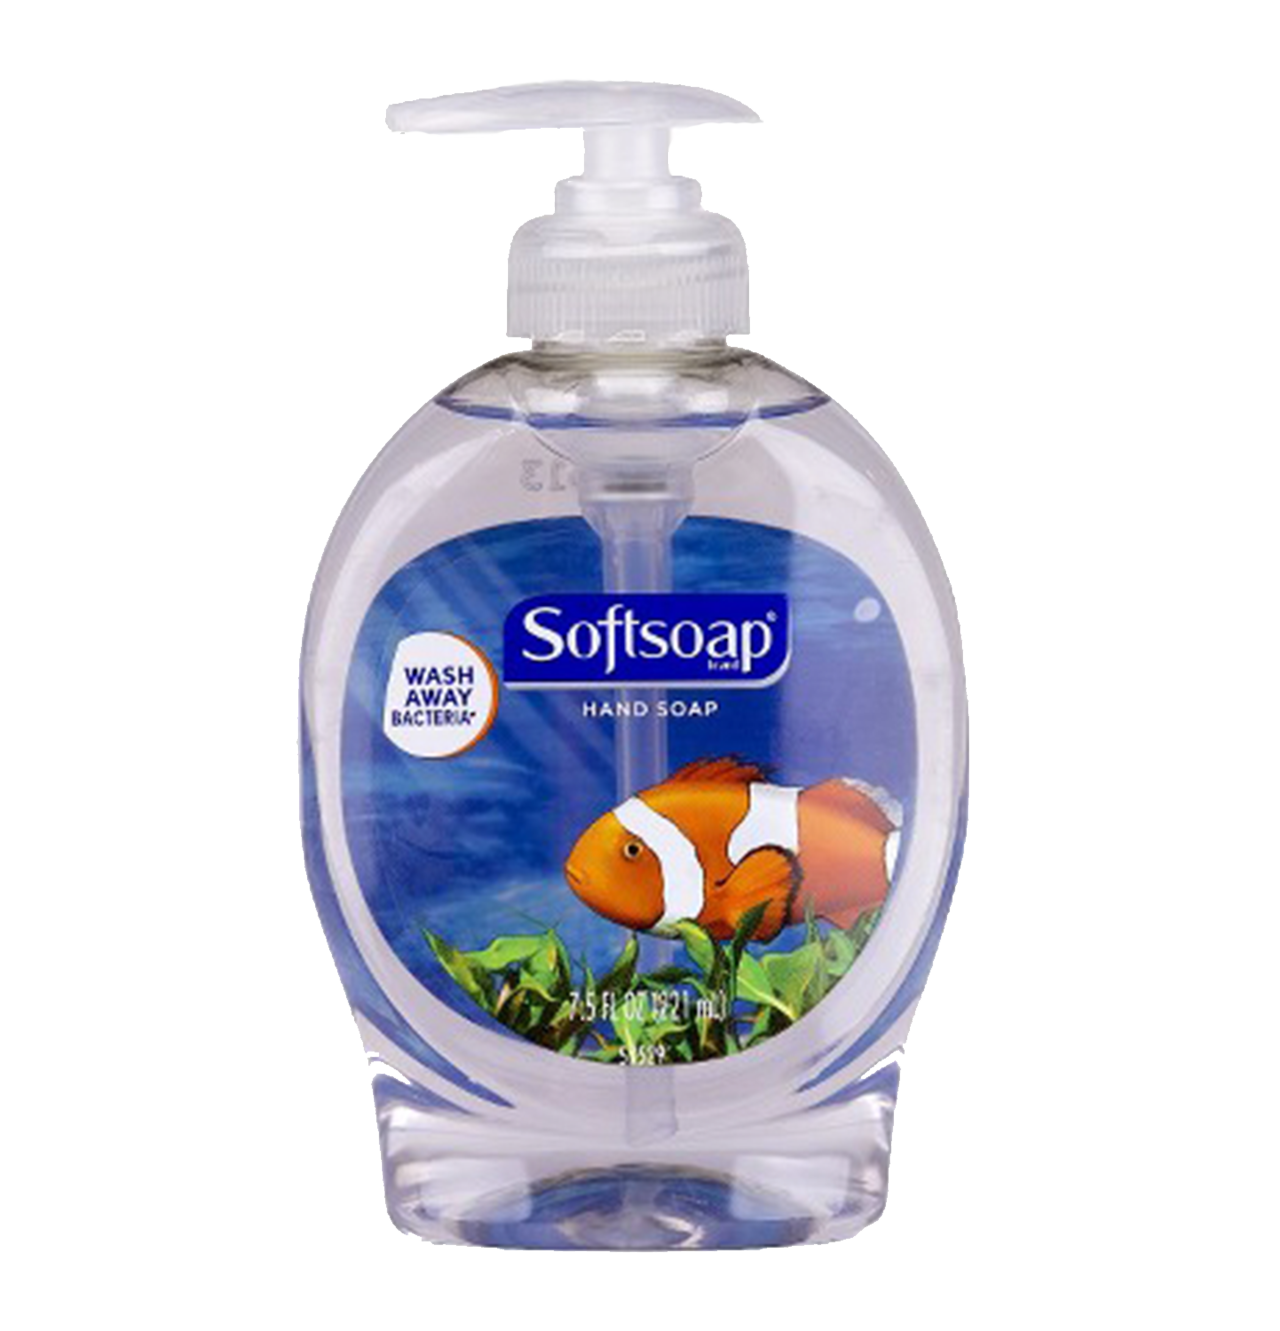 Softsoap®
brand
HAND SOAP
WASH
AWAY
BACTERIA*
7.5 FL OZ (221 mL)